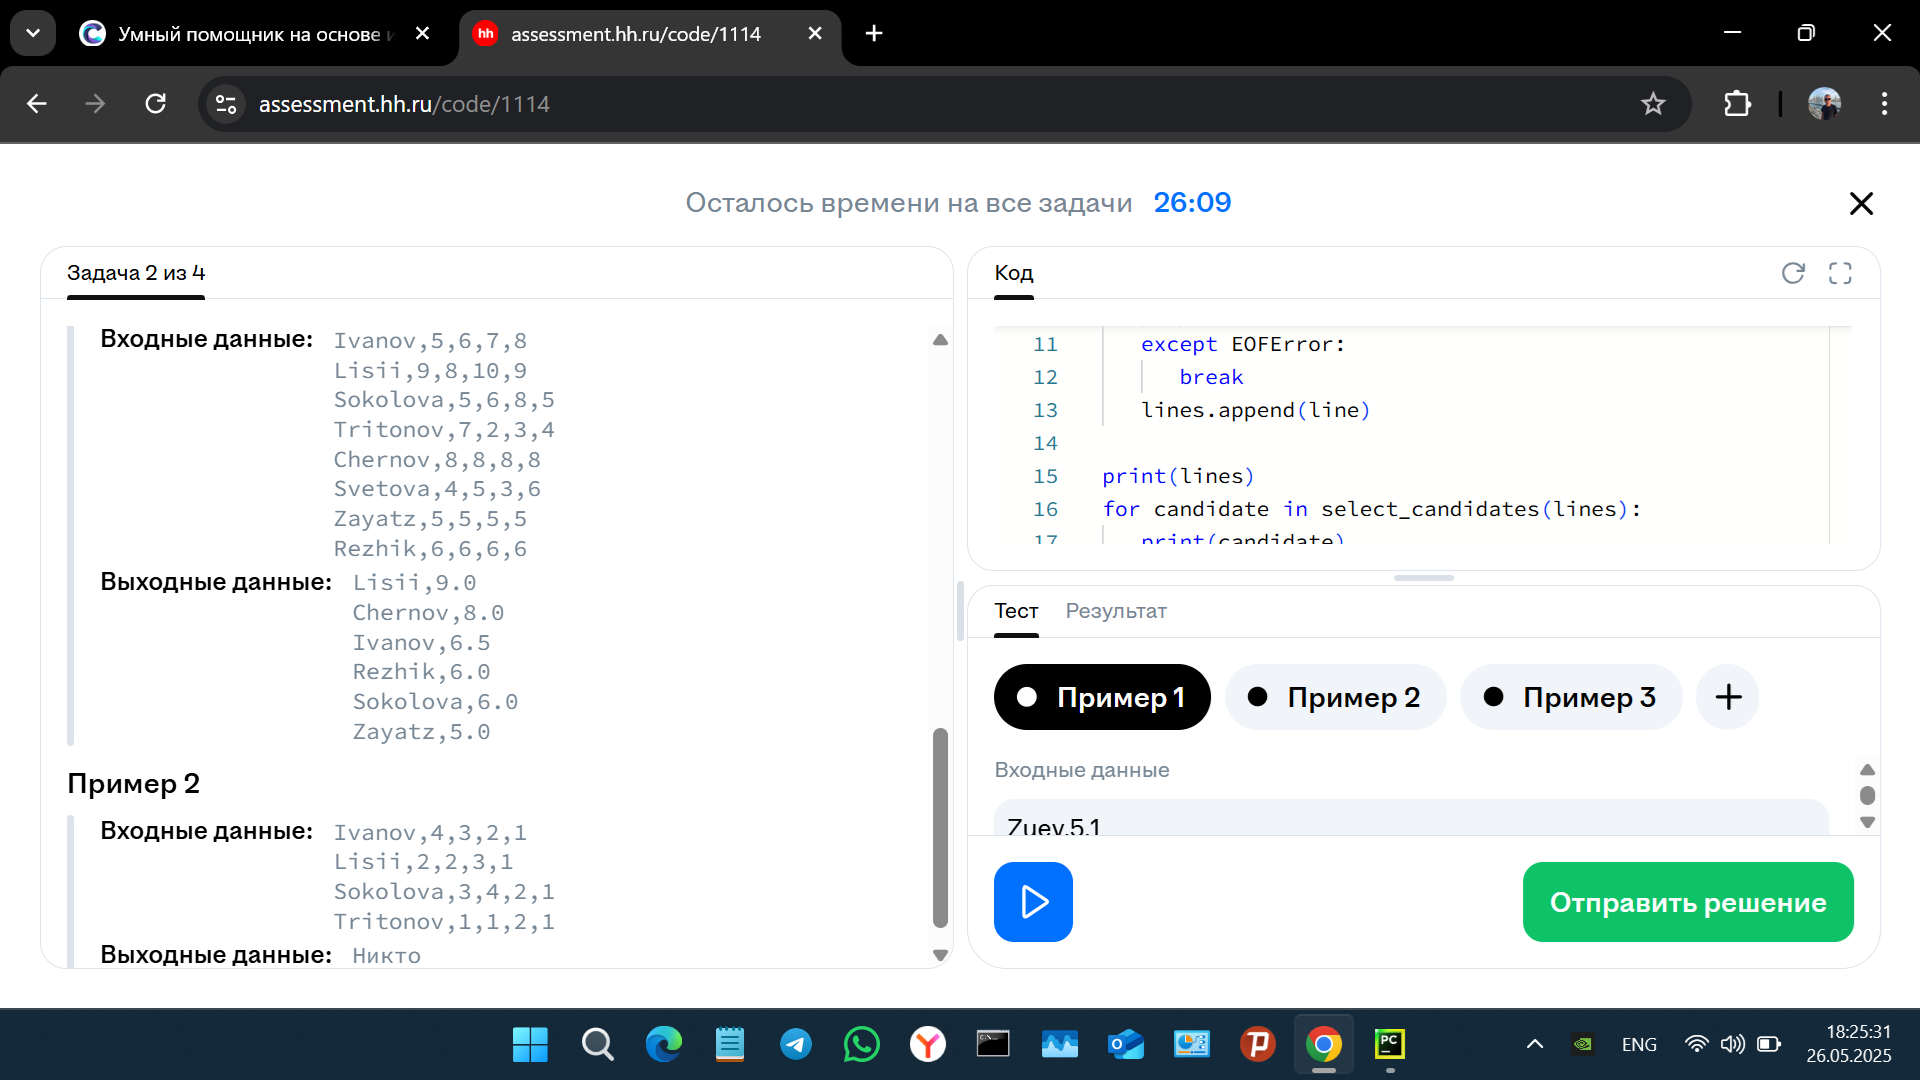 Умный помощник на основе и
hh
assessment.hh.ru/code/1114
assessment.hh.ru/code/1114
Осталось времени на все задачи 26:09
Задача 2 из 4
Входные данные:
Ivanov,5,6,7,8
Lisii,9,8,10,9
Sokolova,5,6,8,5
Tritonov,7,2,3,4
Chernov,8,8,8,8
Svetova,4,5,3,6
Zayatz,5,5,5,5
Rezhik,6,6,6,6
Выходные данные:
Lisii,9.0
Chernov,8.0
Ivanov,6.5
Rezhik,6.0
Sokolova,6.0
Zayatz,5.0
Пример 2
Входные данные:
Ivanov,4,3,2,1
Lisii,2,2,3,1
Sokolova,3,4,2,1
Tritonov,1,1,2,1
Выходные данные:
Никто
Код
11 except EOFError:
12 break
13 lines.append(line)
14
15 print(lines)
16 for candidate in select_candidates(lines):
17 print(candidate)
Тест
Результат
Пример 1
Пример 2
Пример 3
Входные данные
Zuev,5,1
Отправить решение
PC
ENG
18:25:31
26.05.2025